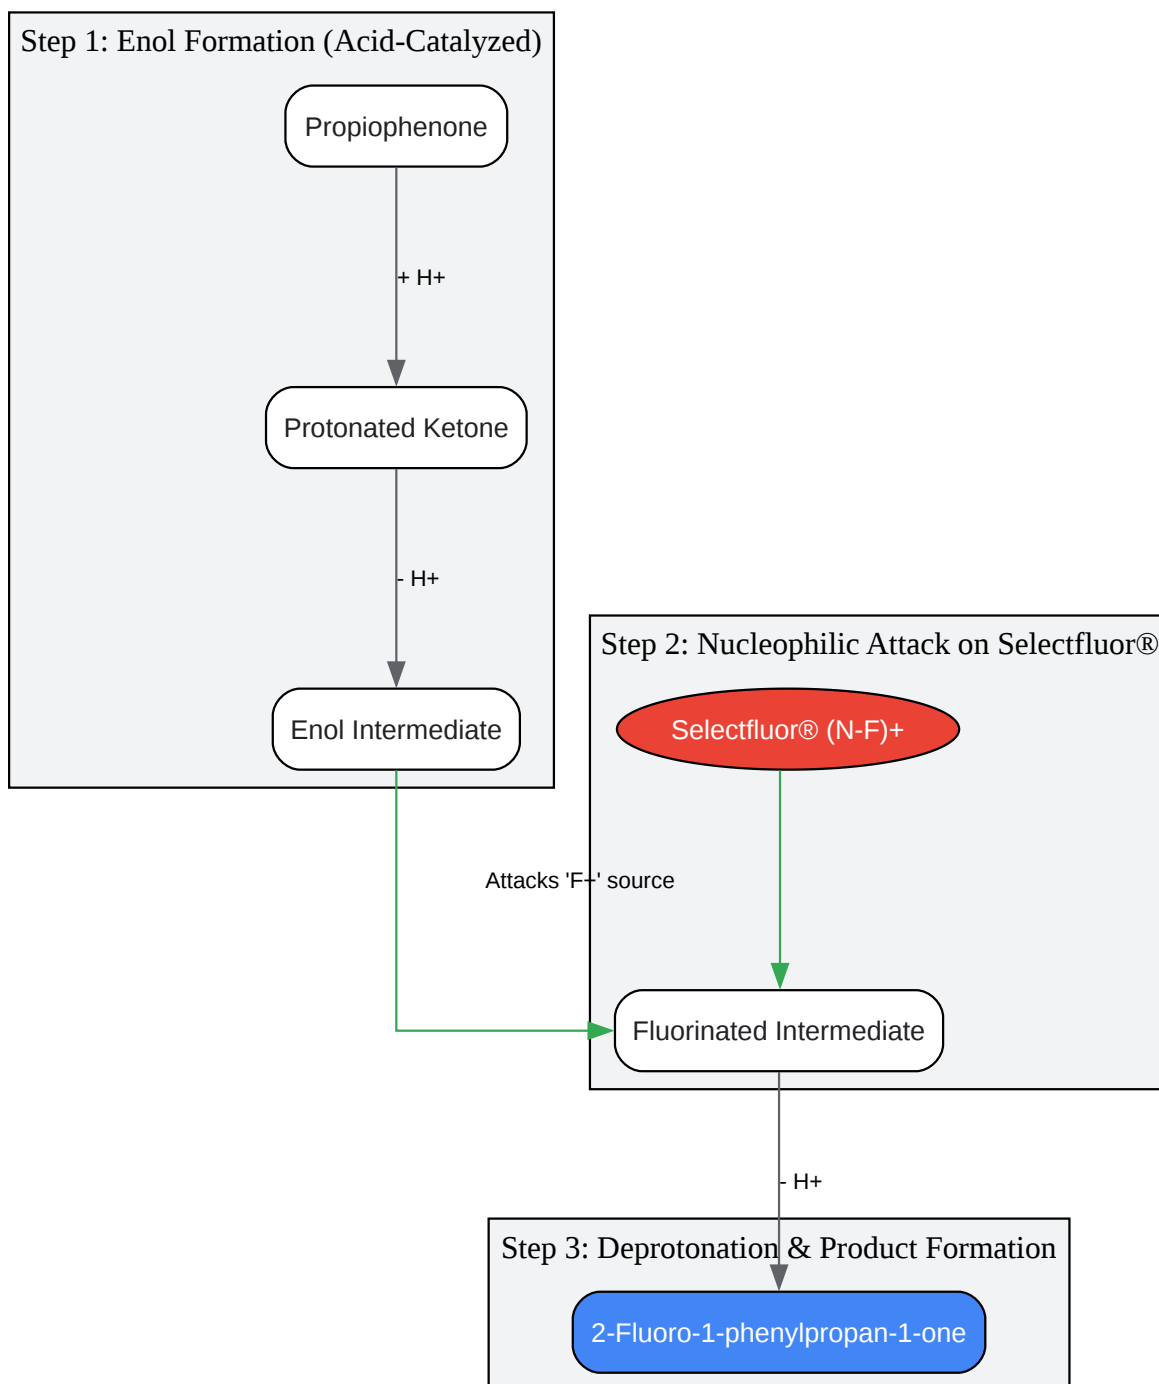 Step 1: Enol Formation (Acid-Catalyzed)
Propiophenone
+ H+
Protonated Ketone
- H+
Enol Intermediate
Step 2: Nucleophilic Attack on Selectfluor®
Selectfluor® (N-F)+
Attacks 'F+' source
Fluorinated Intermediate
- H+
Step 3: Deprotonation & Product Formation
2-Fluoro-1-phenylpropan-1-one